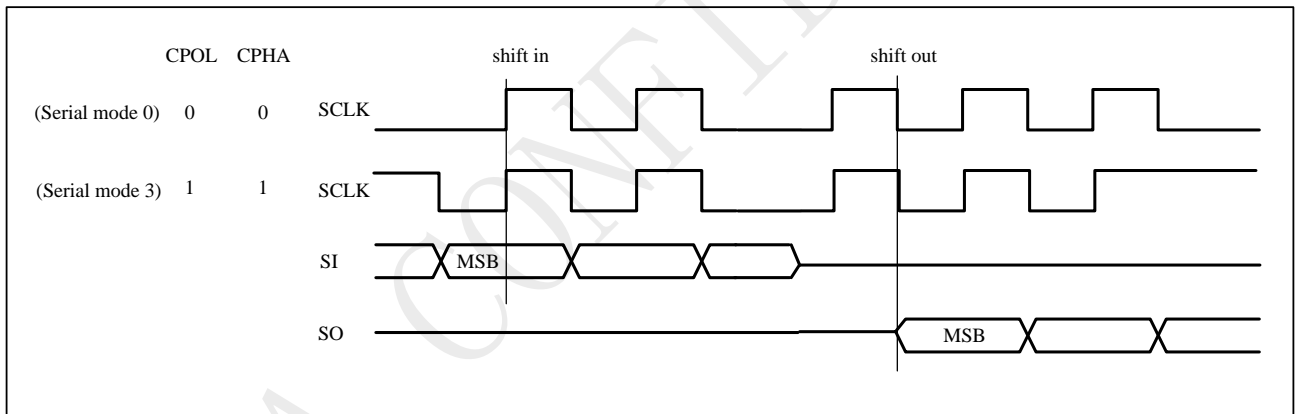 CPOL CPHA shift in shift out
(Serial mode 0) 0 0 SCLK
(Serial mode 3) 1 1 SCLK
SI MSB
SO MSB